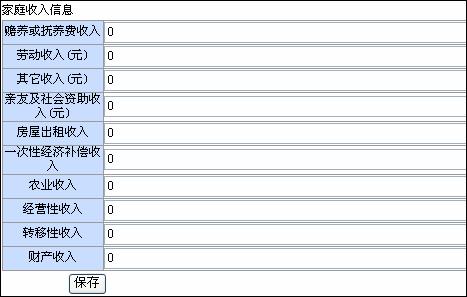 家庭收入信息
赡养或抚养费收入 0
劳动收入(元) 0
其它收入(元) 0
亲友及社会资助收
入(元) 0
房屋出租收入 0
一次性经济补偿收
入 0
农业收入 0
经营性收入 0
转移性收入 0
财产收入 0
保存